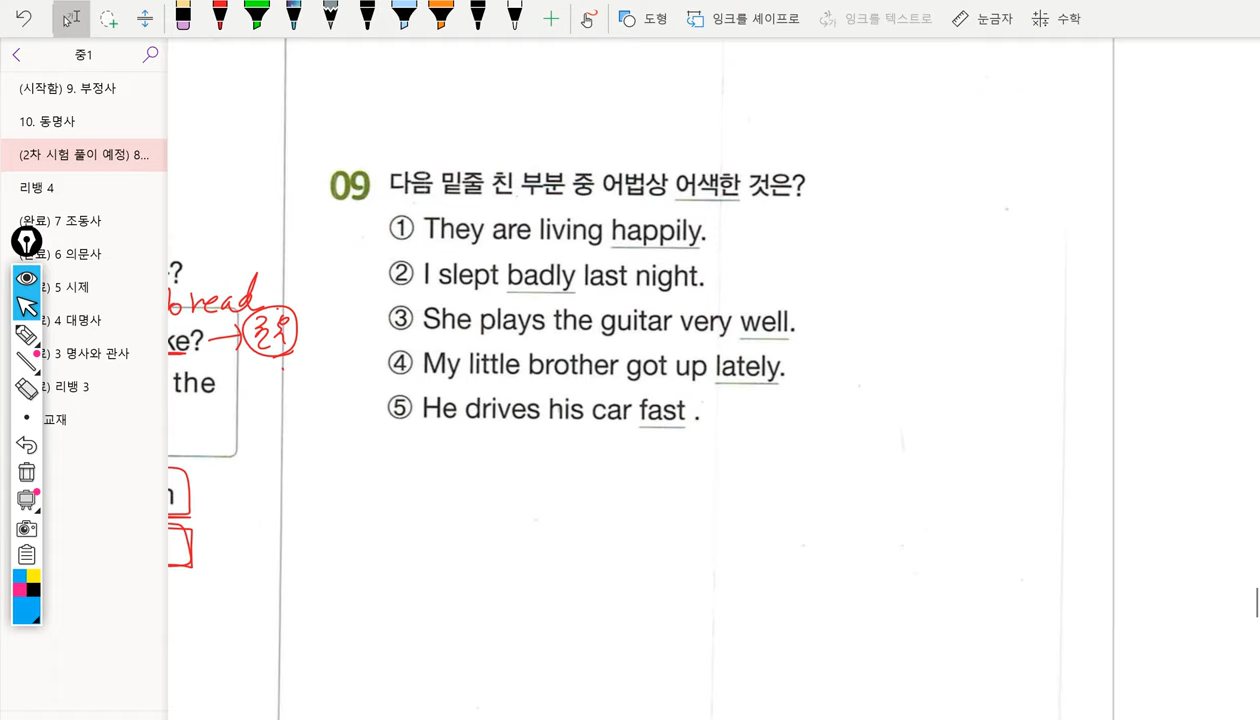 도형
잉크를 셰이프로
잉크를 텍스트로
눈금자
수학
중1
(시작함) 9. 부정사
10. 동명사
(2차 시험 풀이 예정) 8...
리뱅 4
(완료) 7 조동사
료) 6 의문사
료) 5 시제
료) 4 대명사
료) 3 명사와 관사
료) 리뱅 3
교재
?
bread
ke?
the
09 다음 밑줄 친 부분 중 어법상 어색한 것은?
① They are living happily.
② I slept badly last night.
③ She plays the guitar very well.
④ My little brother got up lately.
⑤ He drives his car fast .